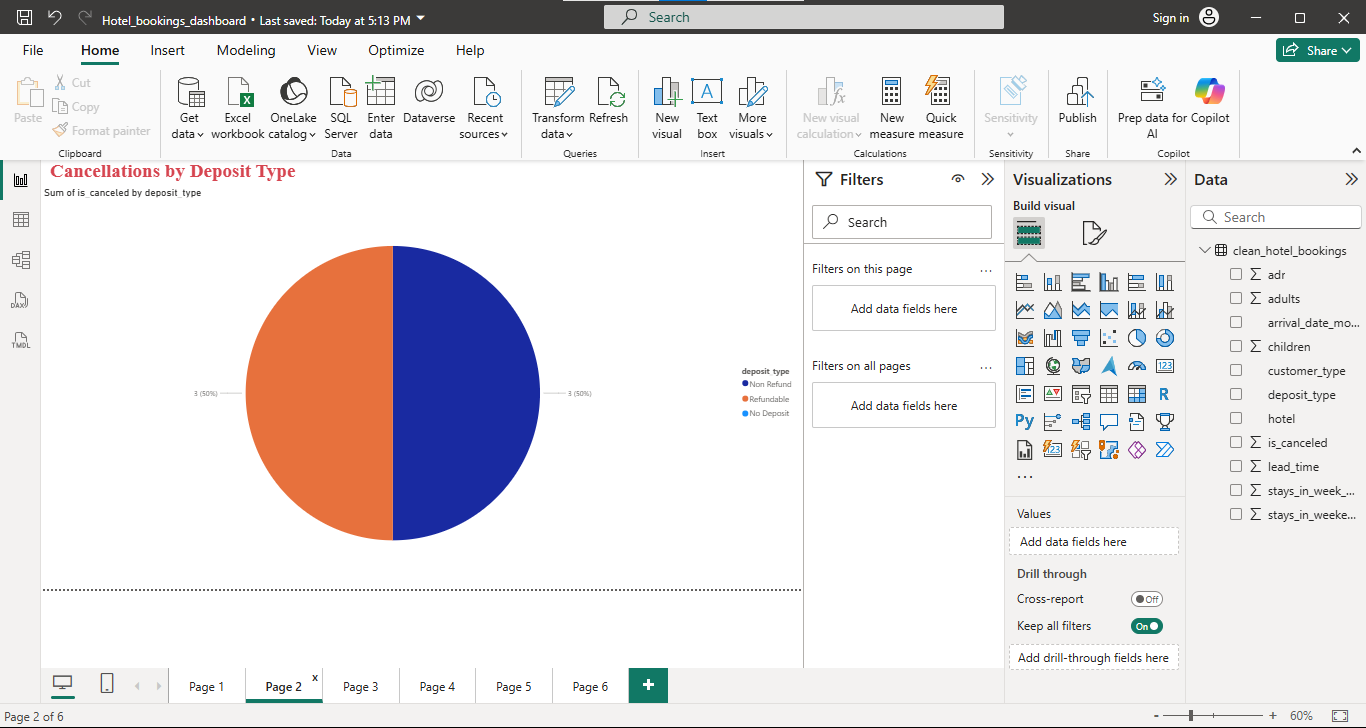 Hotel_bookings_dashboard • Last saved: Today at 5:13 PM
Search
Sign in
File Home Insert Modeling View Optimize Help
Share
Paste
Cut
Copy
Format painter
Clipboard
Get data
Excel workbook
OneLake catalog
SQL Server
Enter data
Dataverse
Recent sources
Data
Transform data
Refresh
Queries
New visual
Text box
More visuals
Insert
New visual calculation
New measure
Quick measure
Calculations
Sensitivity
Sensitivity
Publish
Share
Prep data for AI
Copilot
Copilot
Cancellations by Deposit Type
Sum of is_canceled by deposit_type
3 (50%)
3 (50%)
deposit_type
Non Refund
Refundable
No Deposit
DAX
TMDL
Filters
Search
Filters on this page ...
Add data fields here
Filters on all pages ...
Add data fields here
Visualizations
Build visual
123
R
Py
123
...
Values
Add data fields here
Drill through
Cross-report Off
Keep all filters On
Add drill-through fields here
Data
Search
clean_hotel_bookings
adr
adults
arrival_date_mo...
children
customer_type
deposit_type
hotel
is_canceled
lead_time
stays_in_week_...
stays_in_weeke...
Page 1
Page 2 x
Page 3
Page 4
Page 5
Page 6
+
Page 2 of 6
- + 60%